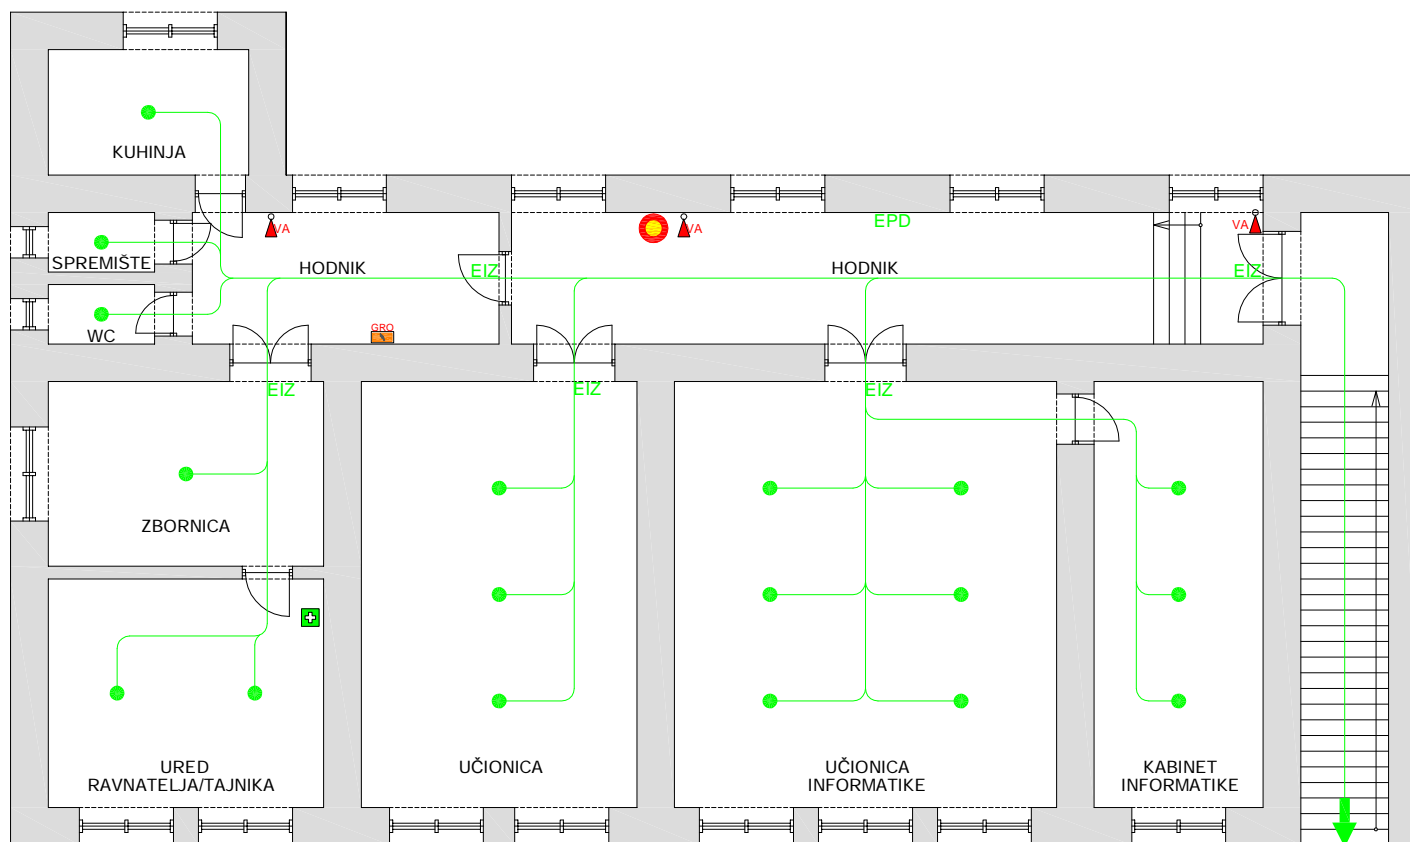 KUHINJA
VA
VA
EPD
VA
SPREMIŠTE
HODNIK
EIZ
HODNIK
EIZ
WC
GRO
EIZ
EIZ
EIZ
ZBORNICA
URED
RAVNATELJA/TAJNIKA
UČIONICA
UČIONICA
INFORMATIKE
KABINET
INFORMATIKE